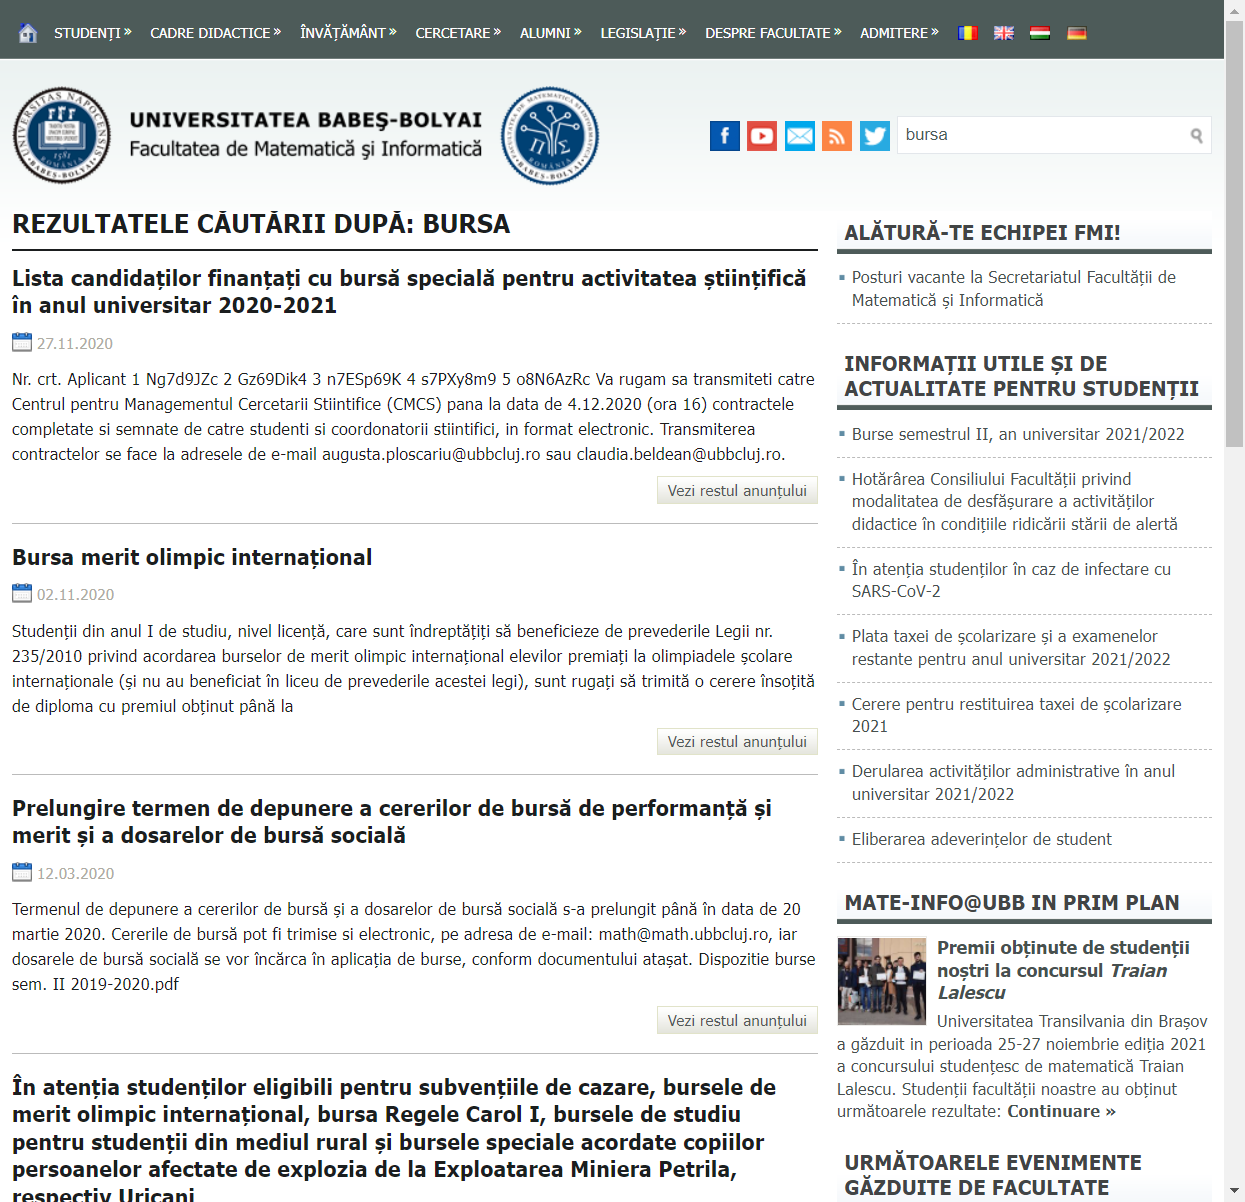 STUDENȚI » CADRE DIDACTICE » ÎNVĂȚĂMÂNT » CERCETARE » ALUMNI » LEGISLAȚIE » DESPRE FACULTATE » ADMITERE »
UNIVERSITATEA BABEŞ-BOLYAI
Facultatea de Matematică şi Informatică
bursa
REZULTATELE CĂUTĂRII DUPĂ: BURSA
Lista candidaților finanțați cu bursă specială pentru activitatea științifică
în anul universitar 2020-2021
27.11.2020
Nr. crt. Aplicant 1 Ng7d9JZc 2 Gz69Dik4 3 n7ESp69K 4 s7PXy8m9 5 o8N6AzRc Va rugam sa transmiteti catre
Centrul pentru Managementul Cercetarii Stiintifice (CMCS) pana la data de 4.12.2020 (ora 16) contractele
completate si semnate de catre studenti si coordonatorii stiintifici, in format electronic. Transmiterea
contractelor se face la adresele de e-mail augusta.ploscariu@ubbcluj.ro sau claudia.beldean@ubbcluj.ro.
Vezi restul anunțului
Bursa merit olimpic internațional
02.11.2020
Studenții din anul I de studiu, nivel licență, care sunt îndreptățiți să beneficieze de prevederile Legii nr.
235/2010 privind acordarea burselor de merit olimpic internațional elevilor premiați la olimpiadele școlare
internaționale (și nu au beneficiat în liceu de prevederile acestei legi), sunt rugați să trimită o cerere însoțită
de diploma cu premiul obținut până la
Vezi restul anunțului
Prelungire termen de depunere a cererilor de bursă de performanță și
merit și a dosarelor de bursă socială
12.03.2020
Termenul de depunere a cererilor de bursă și a dosarelor de bursă socială s-a prelungit până în data de 20
martie 2020. Cererile de bursă pot fi trimise si electronic, pe adresa de e-mail: math@math.ubbcluj.ro, iar
dosarele de bursă socială se vor încărca în aplicația de burse, conform documentului atașat. Dispozitie burse
sem. II 2019-2020.pdf
Vezi restul anunțului
În atenția studenților eligibili pentru subvențiile de cazare, bursele de
merit olimpic internațional, bursa Regele Carol I, bursele de studiu
pentru studenții din mediul rural și bursele speciale acordate copiilor
persoanelor afectate de explozia de la Exploatarea Miniera Petrila,
respectiv Uricani
ALĂTURĂ-TE ECHIPEI FMI!
Posturi vacante la Secretariatul Facultății de
Matematică și Informatică
INFORMAȚII UTILE ȘI DE
ACTUALITATE PENTRU STUDENȚII
Burse semestrul II, an universitar 2021/2022
Hotărârea Consiliului Facultății privind
modalitatea de desfășurare a activităților
didactice în condițiile ridicării stării de alertă
În atenția studenților în caz de infectare cu
SARS-CoV-2
Plata taxei de școlarizare și a examenelor
restante pentru anul universitar 2021/2022
Cerere pentru restituirea taxei de școlarizare
2021
Derularea activităților administrative în anul
universitar 2021/2022
Eliberarea adeverințelor de student
MATE-INFO@UBB IN PRIM PLAN
Premii obținute de studenții
noștri la concursul Traian
Lalescu
Universitatea Transilvania din Brașov
a găzduit in perioada 25-27 noiembrie ediția 2021
a concursului studențesc de matematică Traian
Lalescu. Studenții facultății noastre au obținut
următoarele rezultate: Continuare »
URMĂTOARELE EVENIMENTE
GĂZDUITE DE FACULTATE